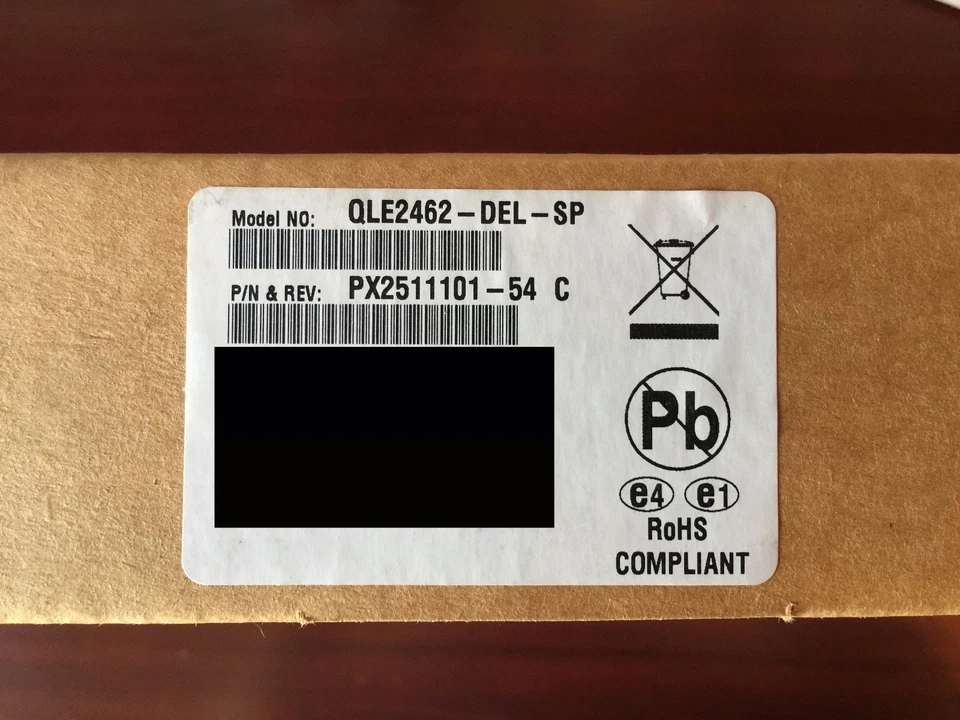 Model NO: QLE2462-DEL-SP
P/N & REV: PX2511101-54 C
Pb
e4 e1
RoHS
COMPLIANT